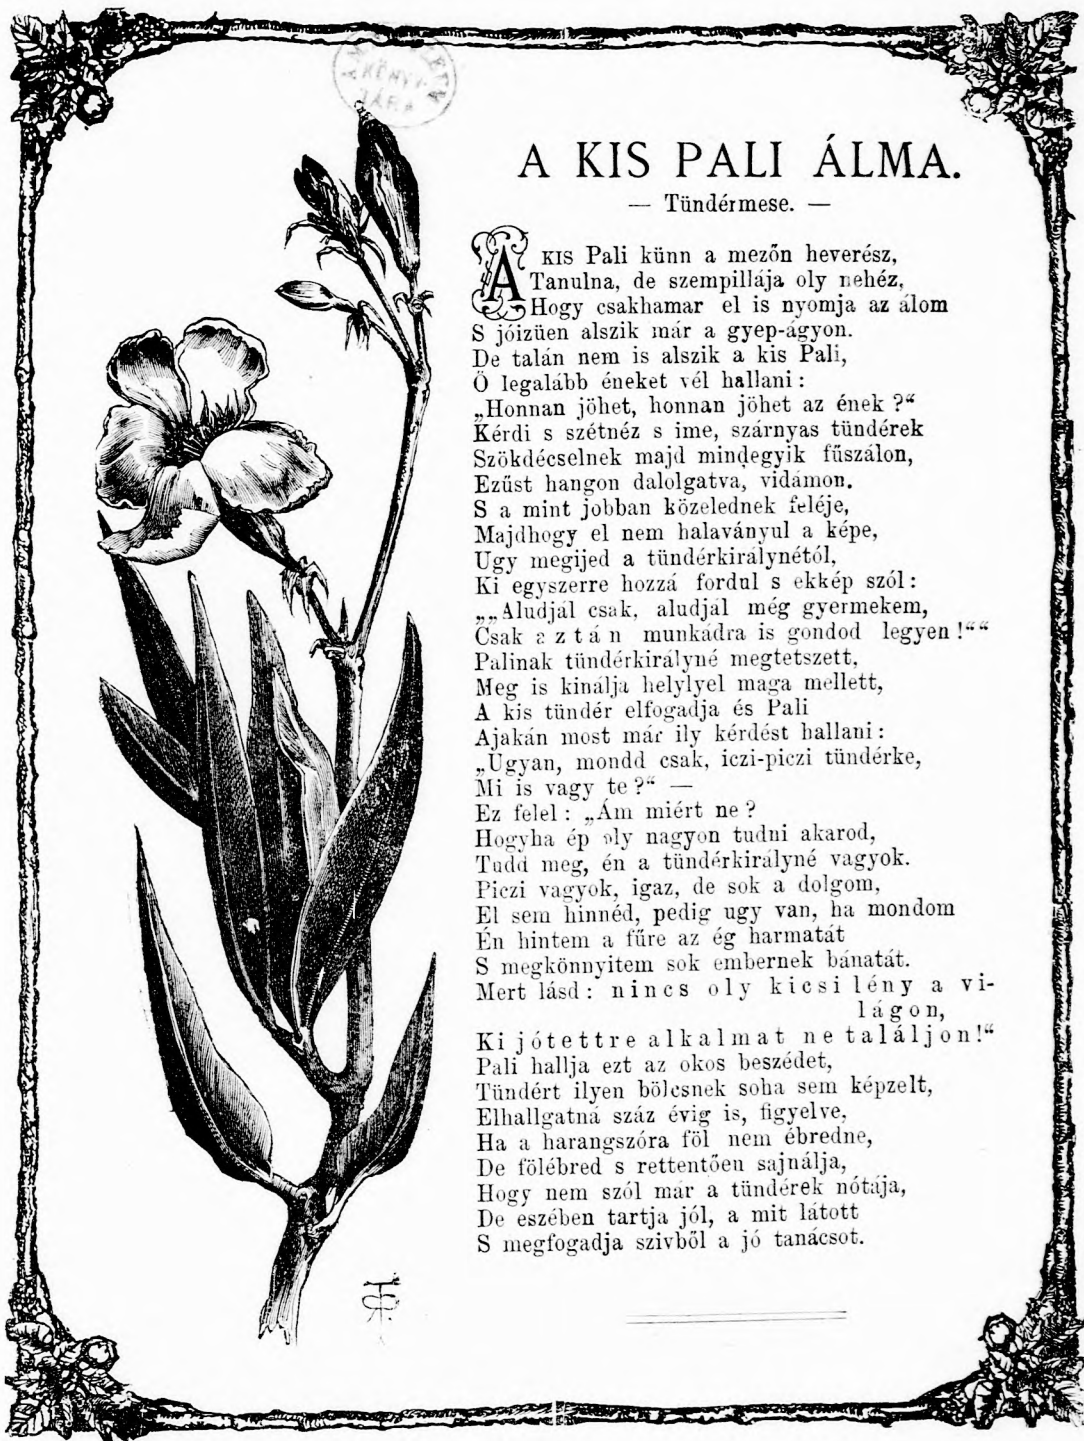 KÖNYV-
TÁRA
A KIS PALI ÁLMA.
— Tündérmese. —
A KIS Pali künn a mezőn heverész,
Tanulna, de szempillája oly nehéz,
Hogy csakhamar el is nyomja az álom
S jóizüen alszik már a gyep-ágyon.
De talán nem is alszik a kis Pali,
Ő legalább éneket vél hallani:
„Honnan jöhet, honnan jöhet az ének?“
Kérdi s szétnéz s ime, szárnyas tündérek
Szökdécselnek majd mindegyik fűszálon,
Ezüst hangon dalolgatva, vidámon.
S a mint jobban közelednek feléje,
Majdhogy el nem halaványul a képe,
Ugy megijed a tündérkirálynétól,
Ki egyszerre hozzá fordul s ekkép szól:
„„Aludjál csak, aludjál még gyermekem,
Csak aztán munkádra is gondod legyen!““
Palinak tündérkirályné megtetszett,
Meg is kinálja helylyel maga mellett,
A kis tündér elfogadja és Pali
Ajakán most már ily kérdést hallani:
„Ugyan, mondd csak, iczi-piczi tündérke,
Mi is vagy te?“ —
Ez felel: „Ám miért ne?
Hogyha ép oly nagyon tudni akarod,
Tudd meg, én a tündérkirályné vagyok.
Piczi vagyok, igaz, de sok a dolgom,
El sem hinnéd, pedig ugy van, ha mondom
Én hintem a fűre az ég harmatát
S megkönnyitem sok embernek bánatát.
Mert lásd: nincs oly kicsi lény a vi-
lágon,
Ki jótettre alkalmat ne találjon!“
Pali hallja ezt az okos beszédet,
Tündért ilyen bölcsnek soha sem képzelt,
Elhallgatná száz évig is, figyelve,
Ha a harangszóra föl nem ébredne,
De fölébred s rettentően sajnálja,
Hogy nem szól már a tündérek nótája,
De eszében tartja jól, a mit látott
S megfogadja szivből a jó tanácsot.